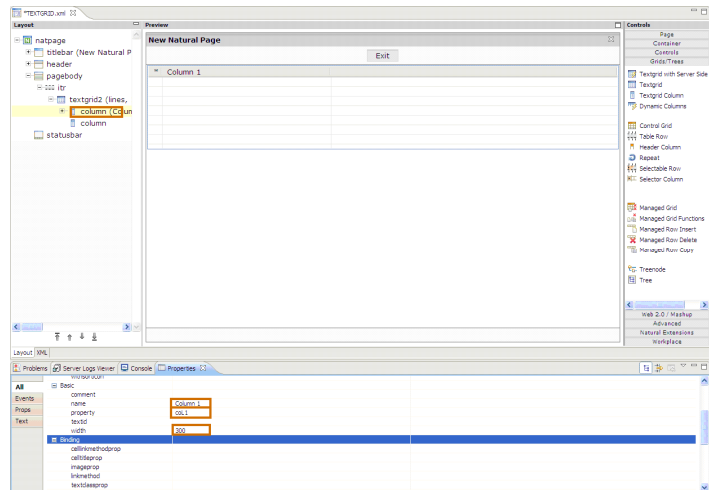 *TEXTGRID.xml
Layout
natpage
titlebar (New Natural P
header
pagebody
itr
textgrid2 (lines,
column (Colun
column
statusbar
Preview
New Natural Page
Exit
Column 1
Controls
Page
Container
Controls
Grids/Trees
Textgrid with Server Side
Textgrid
Textgrid Column
Dynamic Columns
Control Grid
Table Row
Header Column
Repeat
Selectable Row
Selector Column
Managed Grid
Managed Grid Functions
Managed Row Insert
Managed Row Delete
Managed Row Copy
Treenode
Tree
Web 2.0 / Mashup
Advanced
Natural Extensions
Workplace
Layout XML
Problems Server Logs Viewer Console Properties
All
Events
Props
Text
withsorticon
Basic
comment
name Column 1
property coL1
textid
width 300
Binding
celllinkmethodprop
celltitleprop
imageprop
linkmethod
textclassprop